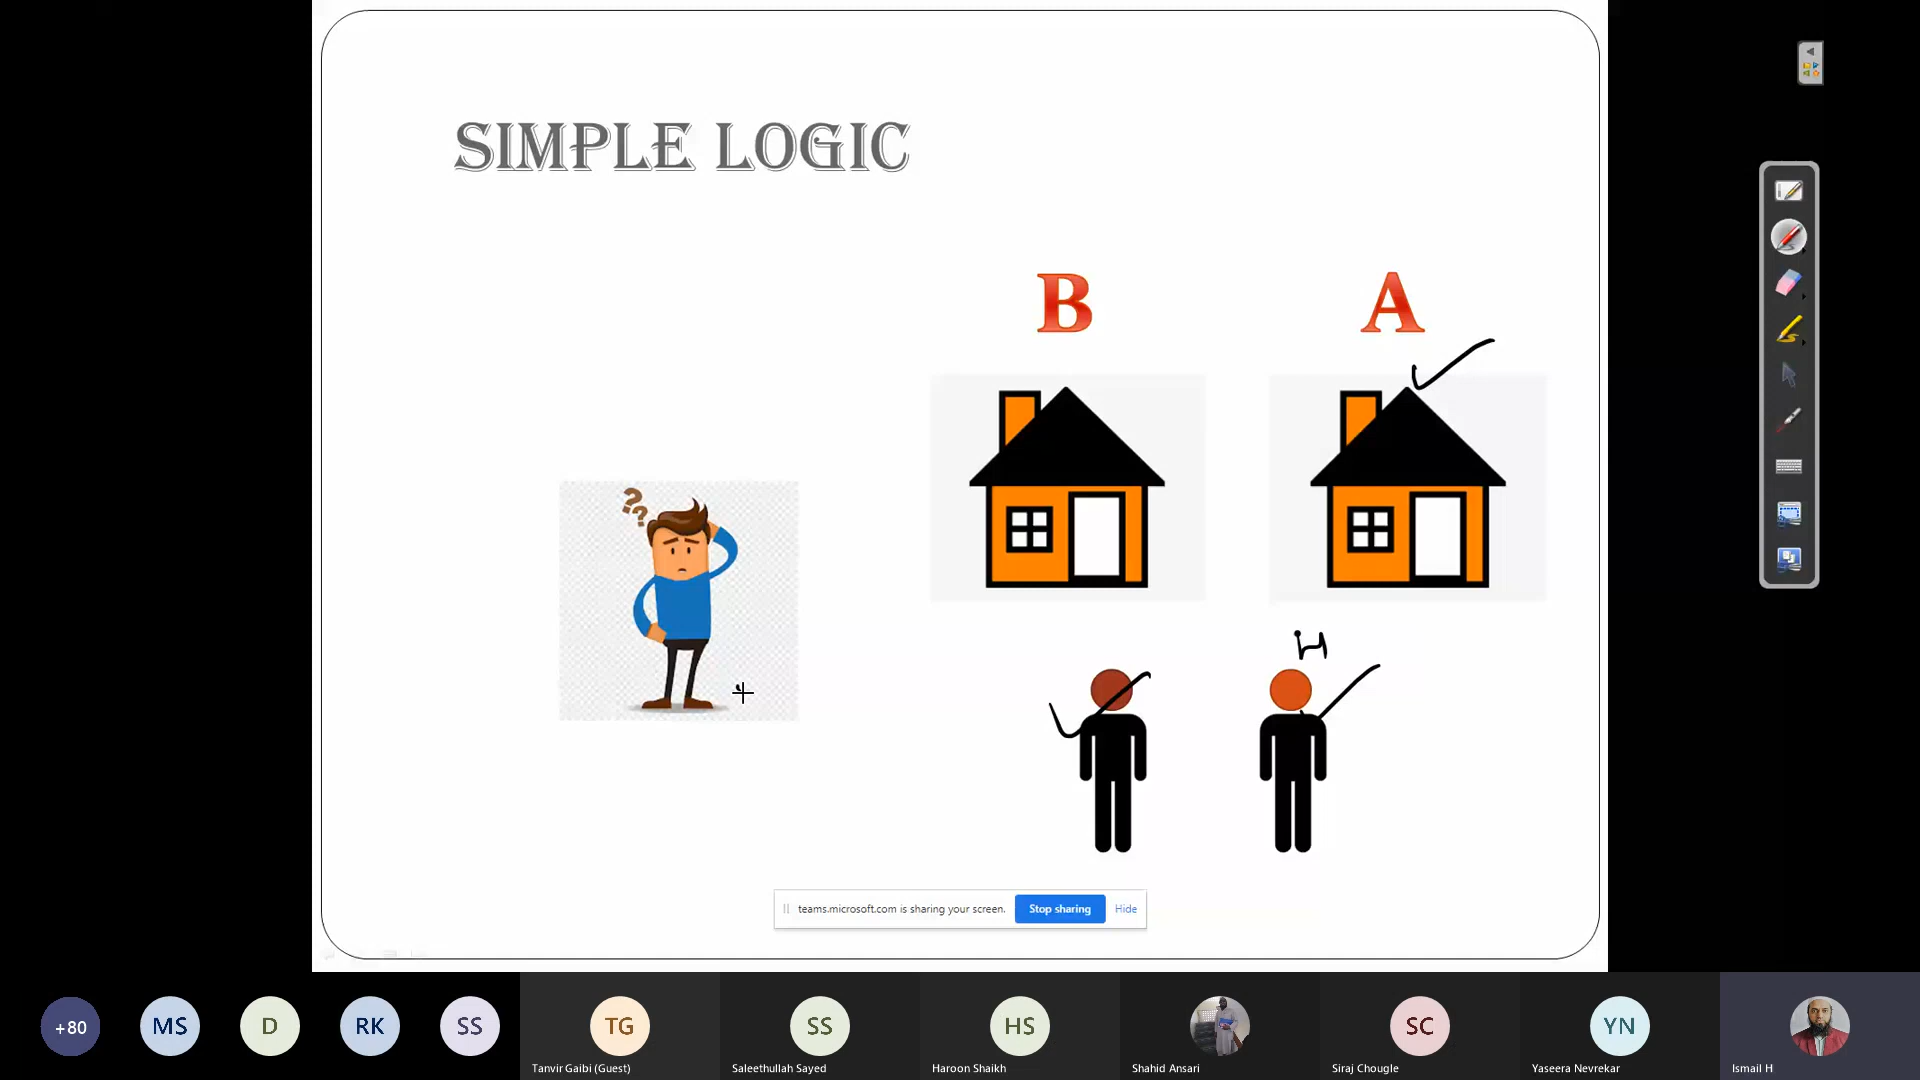 SIMPLE LOGIC
B A
??
H
teams.microsoft.com is sharing your screen. Stop sharing Hide
+80 MS D RK SS TG SS HS SC YN
Tanvir Gaibi (Guest) Saleethullah Sayed Haroon Shaikh Shahid Ansari Siraj Chougle Yaseera Nevrekar Ismail H